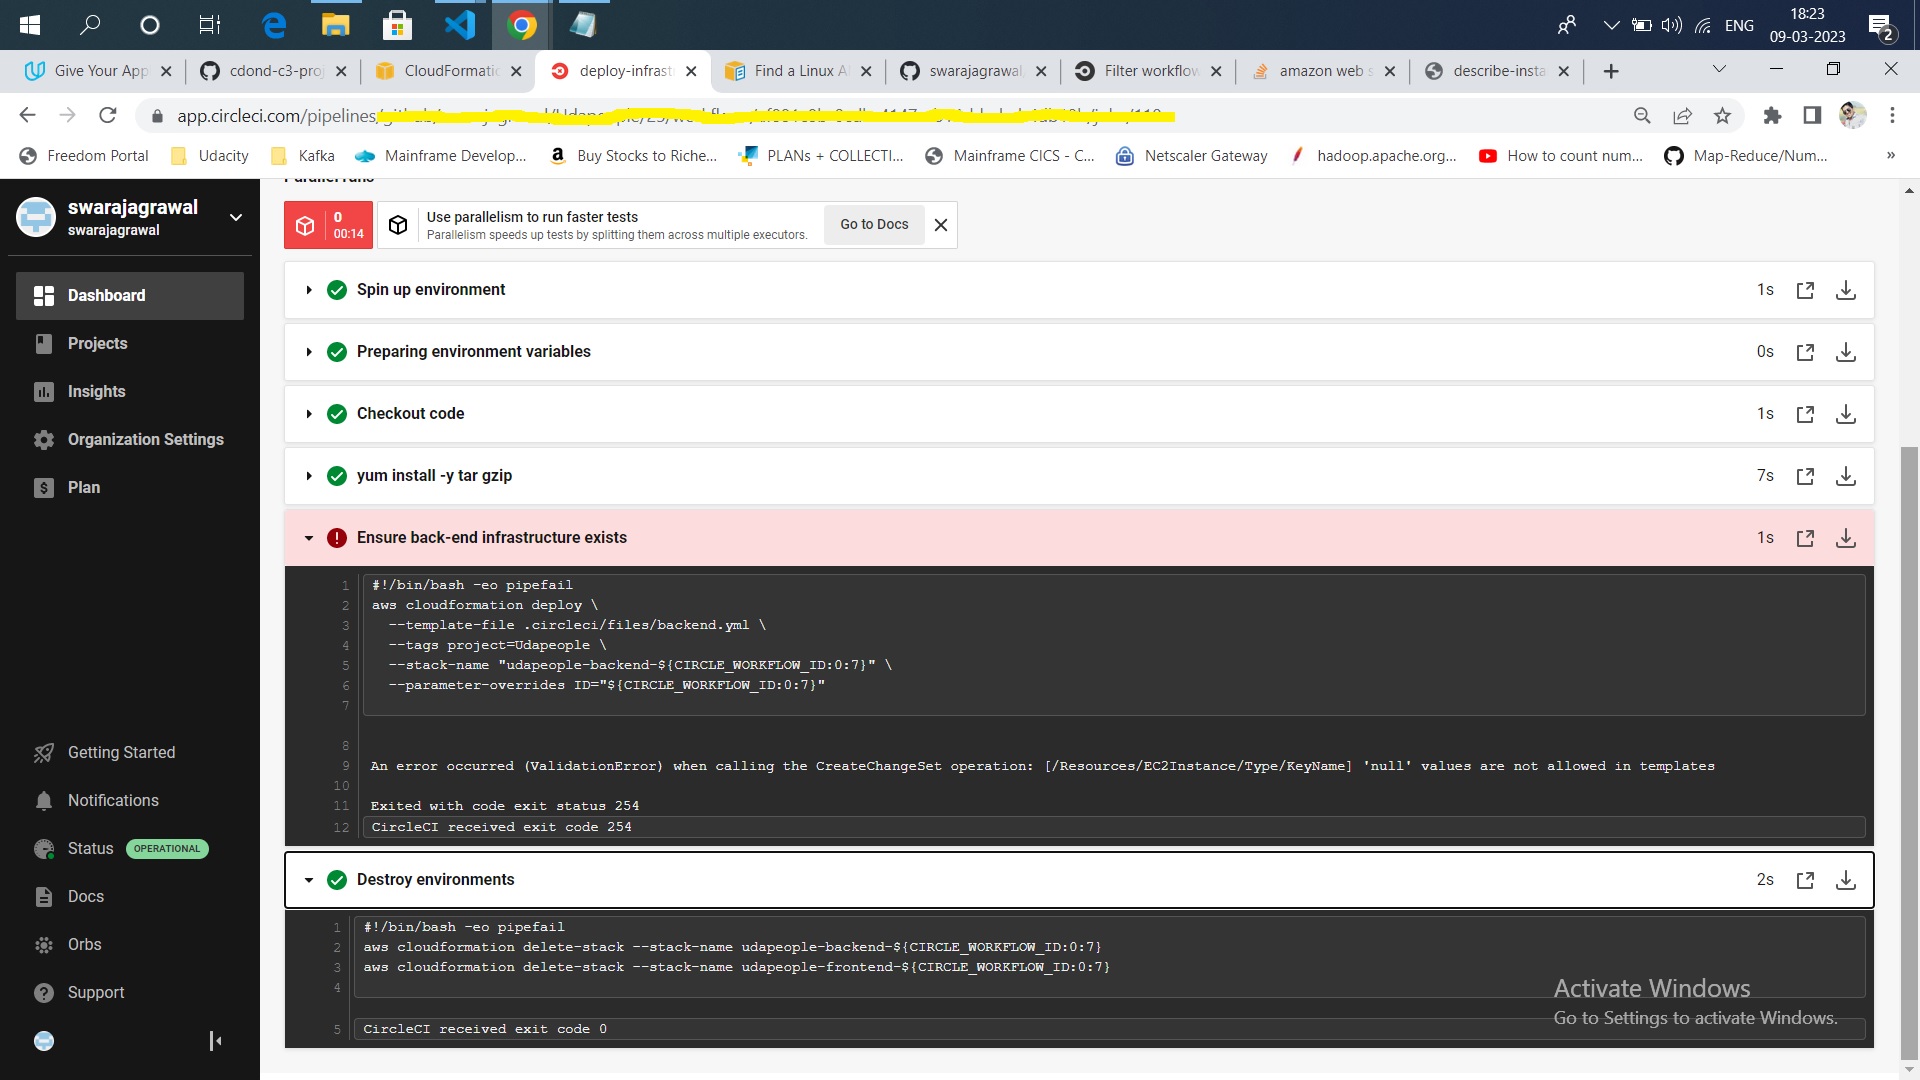 ENG
18:23
09-03-2023
2
Give Your App
cdond-c3-proj
CloudFormatic
deploy-infrast
Find a Linux A
swarajagrawal
Filter workflow
amazon web s
describe-insta
app.circleci.com/pipelines/
Freedom Portal
Udacity
Kafka
Mainframe Develop...
Buy Stocks to Riche...
PLANs + COLLECTI...
Mainframe CICS - C...
Netscaler Gateway
hadoop.apache.org...
How to count num...
Map-Reduce/Num...
»
swarajagrawal
swarajagrawal
Dashboard
Projects
Insights
Organization Settings
Plan
Getting Started
Notifications
Status OPERATIONAL
Docs
Orbs
Support
Parallel runs
0
00:14
Use parallelism to run faster tests
Parallelism speeds up tests by splitting them across multiple executors.
Go to Docs
Spin up environment 1s
Preparing environment variables 0s
Checkout code 1s
yum install -y tar gzip 7s
Ensure back-end infrastructure exists 1s
1 #!/bin/bash -eo pipefail
2 aws cloudformation deploy \
3 --template-file .circleci/files/backend.yml \
4 --tags project=Udapeople \
5 --stack-name "udapeople-backend-${CIRCLE_WORKFLOW_ID:0:7}" \
6 --parameter-overrides ID="${CIRCLE_WORKFLOW_ID:0:7}"
7
8
9 An error occurred (ValidationError) when calling the CreateChangeSet operation: [/Resources/EC2Instance/Type/KeyName] 'null' values are not allowed in templates
10
11 Exited with code exit status 254
12 CircleCI received exit code 254
Destroy environments 2s
1 #!/bin/bash -eo pipefail
2 aws cloudformation delete-stack --stack-name udapeople-backend-${CIRCLE_WORKFLOW_ID:0:7}
3 aws cloudformation delete-stack --stack-name udapeople-frontend-${CIRCLE_WORKFLOW_ID:0:7}
4
5 CircleCI received exit code 0
Activate Windows
Go to Settings to activate Windows.